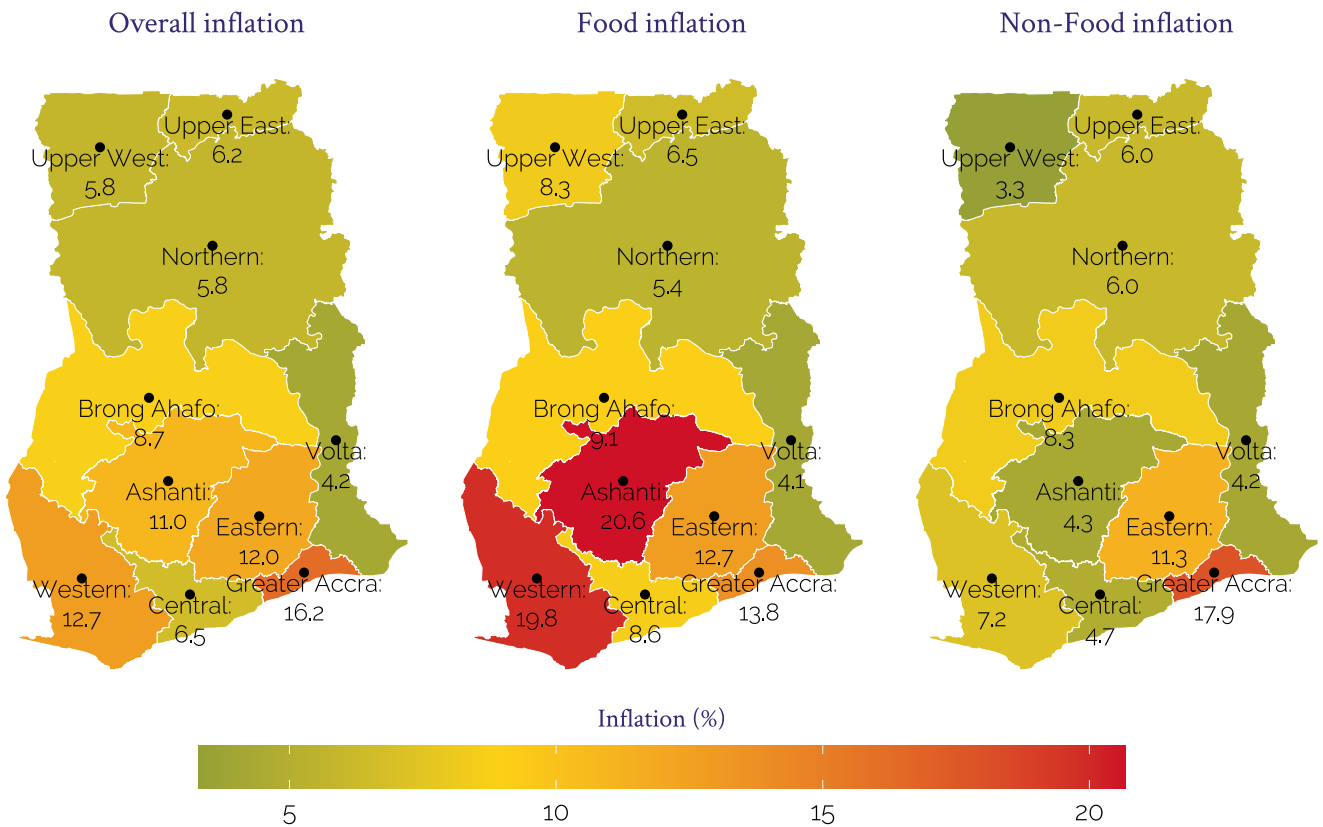 Overall inflation
Upper East:
6.2
Upper West:
5.8
Northern:
5.8
Brong Ahafo:
8.7
Volta:
4.2
Ashanti:
11.0
Eastern:
12.0
Western:
12.7
Central:
6.5
Greater Accra:
16.2
Food inflation
Upper East:
6.5
Upper West:
8.3
Northern:
5.4
Brong Ahafo:
9.1
Volta:
4.1
Ashanti:
20.6
Eastern:
12.7
Western:
19.8
Central:
8.6
Greater Accra:
13.8
Non-Food inflation
Upper East:
6.0
Upper West:
3.3
Northern:
6.0
Brong Ahafo:
8.3
Volta:
4.2
Ashanti:
4.3
Eastern:
11.3
Western:
7.2
Central:
4.7
Greater Accra:
17.9
Inflation (%)
5 10 15 20